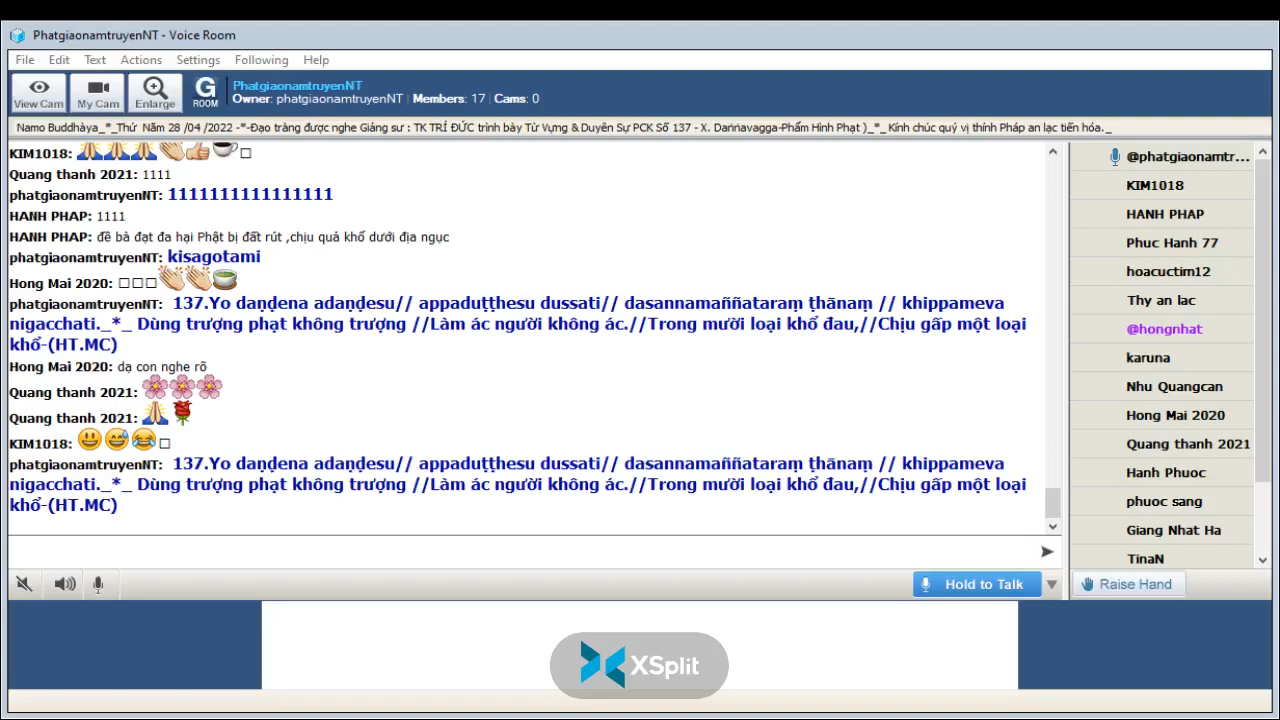 PhatgiaonamtruyenNT - Voice Room
File Edit Text Actions Settings Following Help
View Cam My Cam Enlarge G ROOM
PhatgiaonamtruyenNT
Owner: phatgiaonamtruyenNT | Members: 17 | Cams: 0
Namo Buddhàya_*_Thứ Năm 28 /04 /2022 -*-Đạo tràng được nghe Giảng sư : TK TRÍ ĐỨC trình bày Từ Vựng & Duyên Sự PCK Số 137 - X. Daṇṇavagga-Phẩm Hình Phạt )_*_ Kính chúc quý vị thính Pháp an lạc tiến hóa._
KIM1018: 🙏🙏🙏👏👍☕□
Quang thanh 2021: 1111
phatgiaonamtruyenNT: 1111111111111111
HANH PHAP: 1111
HANH PHAP: đề bà đạt đa hại Phật bị đất rút ,chịu quá khổ dưới địa ngục
phatgiaonamtruyenNT: kisagotami
Hong Mai 2020: □□□👏👏🍵
phatgiaonamtruyenNT: 137.Yo daṇḍena adaṇḍesu// appaduṭṭhesu dussati// dasannamaññataraṃ ṭhānaṃ // khippameva
nigacchati._*_ Dùng trượng phạt không trượng //Làm ác người không ác.//Trong mười loại khổ đau,//Chịu gấp một loại
khổ-(HT.MC)
Hong Mai 2020: dạ con nghe rõ
Quang thanh 2021: 🌸🌸🌸
Quang thanh 2021: 🙏🌹
KIM1018: 😃😅😂□
phatgiaonamtruyenNT: 137.Yo daṇḍena adaṇḍesu// appaduṭṭhesu dussati// dasannamaññataraṃ ṭhānaṃ // khippameva
nigacchati._*_ Dùng trượng phạt không trượng //Làm ác người không ác.//Trong mười loại khổ đau,//Chịu gấp một loại
khổ-(HT.MC)
@phatgiaonamtr...
KIM1018
HANH PHAP
Phuc Hanh 77
hoacuctim12
Thy an lac
@hongnhat
karuna
Nhu Quangcan
Hong Mai 2020
Quang thanh 2021
Hanh Phuoc
phuoc sang
Giang Nhat Ha
TinaN
Hold to Talk
Raise Hand
XSplit